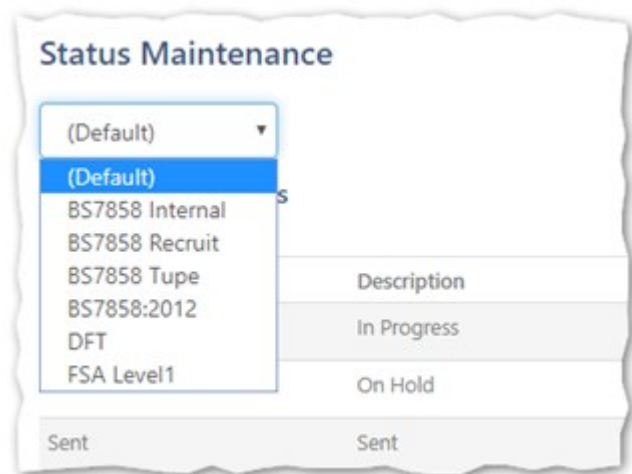 Status Maintenance
(Default)
(Default)
s
BS7858 Internal
BS7858 Recruit
BS7858 Tupe
Description
BS7858:2012
In Progress
DFT
FSA Level1
On Hold
Sent Sent